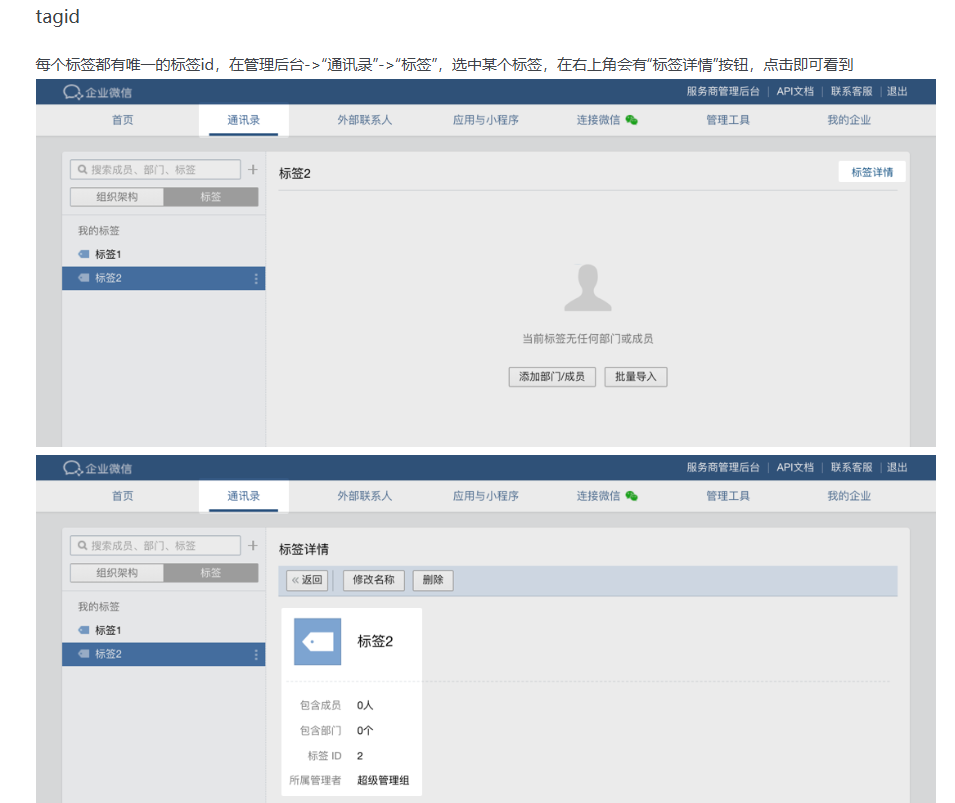 tagid
每个标签都有唯一的标签id，在管理后台->“通讯录”->“标签”，选中某个标签，在右上角会有“标签详情”按钮，点击即可看到
企业微信 服务商管理后台 | API文档 | 联系客服 | 退出
首页 通讯录 外部联系人 应用与小程序 连接微信 管理工具 我的企业
搜索成员、部门、标签 + 标签2 标签详情
组织架构 标签
我的标签
标签1
标签2
当前标签无任何部门或成员
添加部门/成员 批量导入
企业微信 服务商管理后台 | API文档 | 联系客服 | 退出
首页 通讯录 外部联系人 应用与小程序 连接微信 管理工具 我的企业
搜索成员、部门、标签 + 标签详情
组织架构 标签 « 返回 修改名称 删除
我的标签
标签1
标签2
标签2
包含成员 0人
包含部门 0个
标签 ID 2
所属管理者 超级管理组